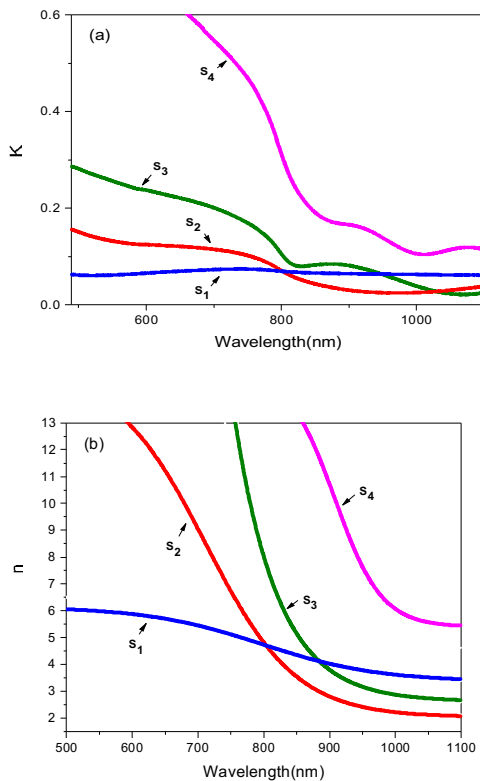 (a)
0.6
0.4
0.2
0.0
K
S4
S3
S2
S1
600 800 1000
Wavelength(nm)
(b)
13
12
11
10
9
8
7
6
5
4
3
2
n
S4
S2
S3
S1
500 600 700 800 900 1000 1100
Wavelength(nm)